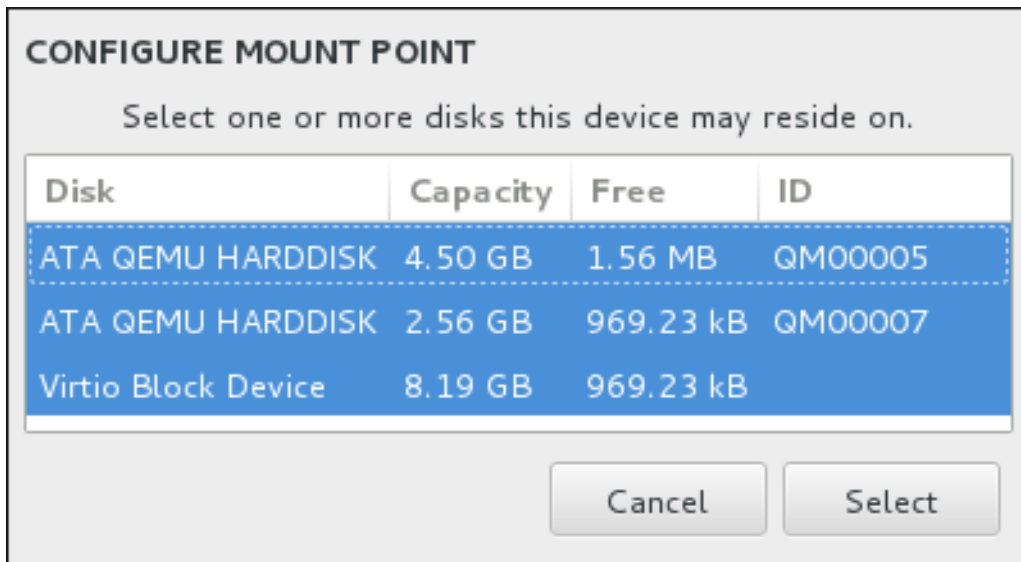 CONFIGURE MOUNT POINT
Select one or more disks this device may reside on.
Disk Capacity Free ID
ATA QEMU HARDDISK 4.50 GB 1.56 MB QM00005
ATA QEMU HARDDISK 2.56 GB 969.23 kB QM00007
Virtio Block Device 8.19 GB 969.23 kB
Cancel Select